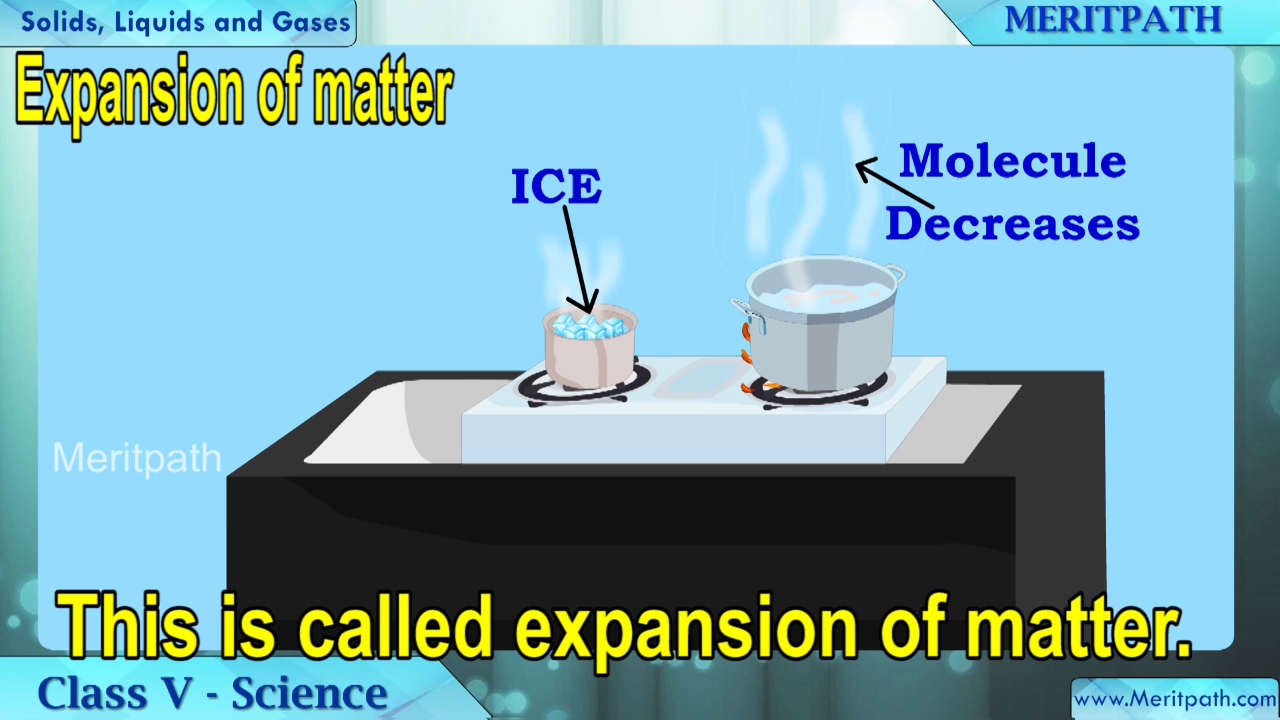 Solids, Liquids and Gases
MERITPATH
Expansion of matter
ICE
Molecule
Decreases
Meritpath
This is called expansion of matter.
Class V - Science
www.Meritpath.com